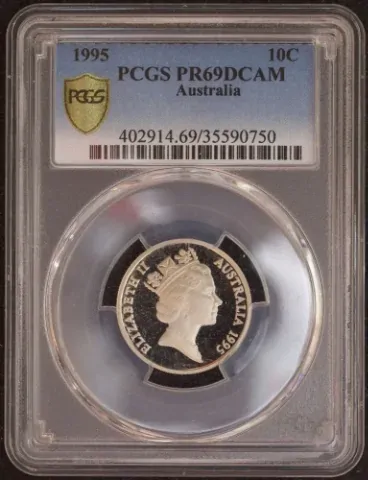 1995 10C
PCGS PR69DCAM
Australia
PCGS
402914.69/35590750
ELIZABETH II
AUSTRALIA 1995